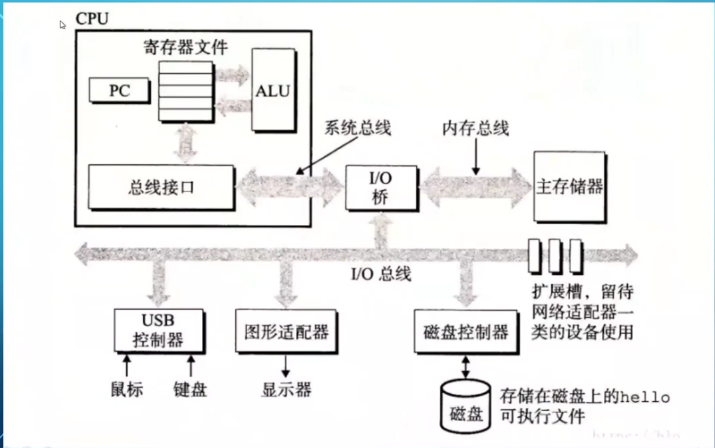 CPU
寄存器文件
PC
ALU
系统总线
内存总线
总线接口
I/O
桥
主存储器
I/O 总线
扩展槽，留待
网络适配器一
类的设备使用
USB
控制器
图形适配器
磁盘控制器
鼠标
键盘
显示器
磁盘
存储在磁盘上的hello
可执行文件